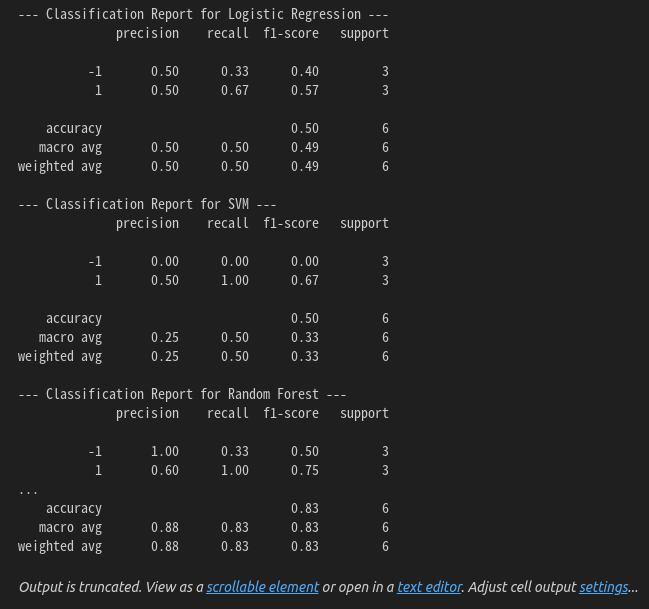 --- Classification Report for Logistic Regression ---
              precision    recall  f1-score   support

          -1       0.50      0.33      0.40         3
           1       0.50      0.67      0.57         3

    accuracy                           0.50         6
   macro avg       0.50      0.50      0.49         6
weighted avg       0.50      0.50      0.49         6

--- Classification Report for SVM ---
              precision    recall  f1-score   support

          -1       0.00      0.00      0.00         3
           1       0.50      1.00      0.67         3

    accuracy                           0.50         6
   macro avg       0.25      0.50      0.33         6
weighted avg       0.25      0.50      0.33         6

--- Classification Report for Random Forest ---
              precision    recall  f1-score   support

          -1       1.00      0.33      0.50         3
           1       0.60      1.00      0.75         3
...
    accuracy                           0.83         6
   macro avg       0.88      0.83      0.83         6
weighted avg       0.88      0.83      0.83         6

Output is truncated. View as a scrollable element or open in a text editor. Adjust cell output settings...